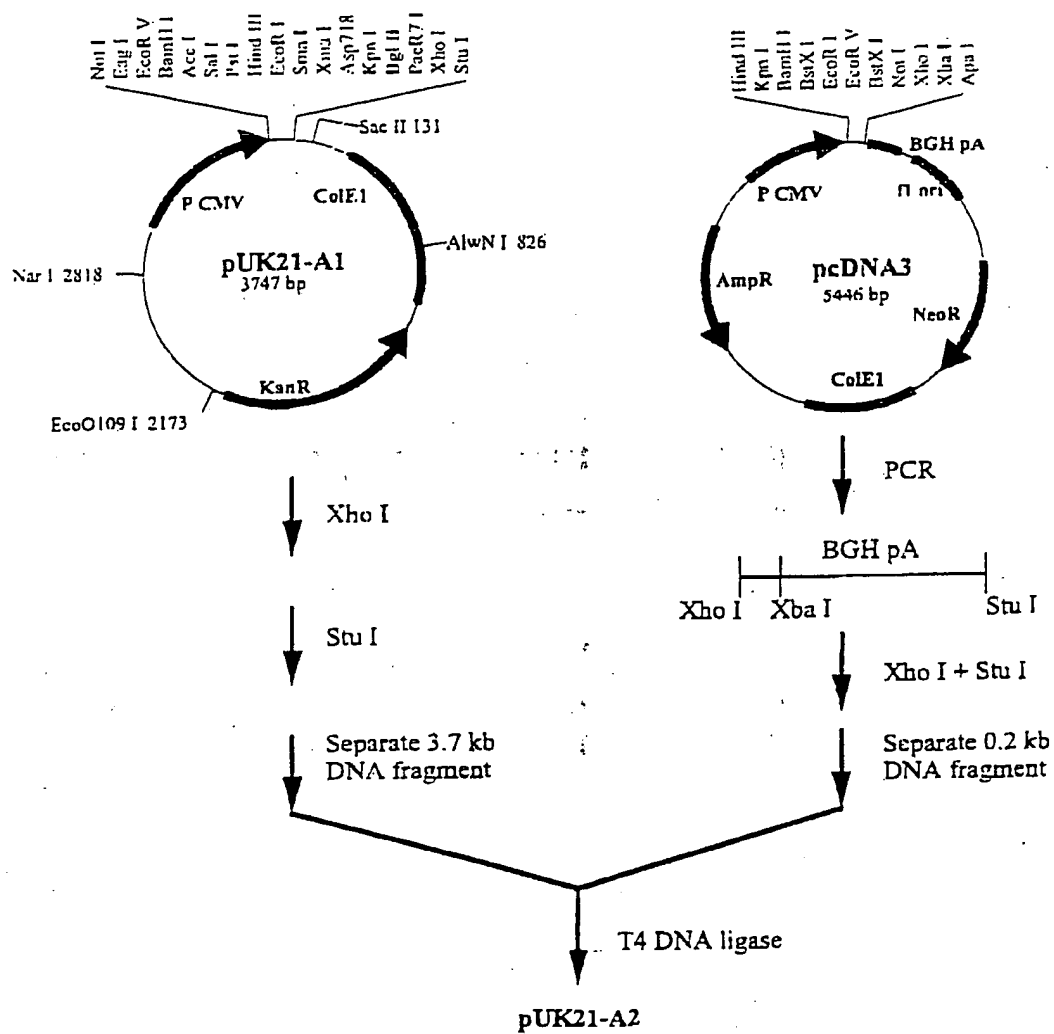 Not I
Eag I
EcoR V
BamH I
Acc I
Sal I
Pst I
Hind III
EcoR I
Sma I
Xma I
Asp718
Kpn I
Bgl II
PaeR7 I
Xho I
Stu I
Sac II 131
P CMV
ColE1
AlwN I 826
pUK21-A1
3747 bp
Nar I 2818
KanR
EcoO109 I 2173
Hind III
Kpn I
BamH I
BstX I
EcoR I
EcoR V
BstX I
Not I
Xho I
Xba I
Apa I
BGH pA
P CMV
f1 ori
AmpR
pcDNA3
5446 bp
NeoR
ColE1
Xho I
Stu I
Separate 3.7 kb
DNA fragment
PCR
BGH pA
Xho I
Xba I
Stu I
Xho I + Stu I
Separate 0.2 kb
DNA fragment
T4 DNA ligase
pUK21-A2